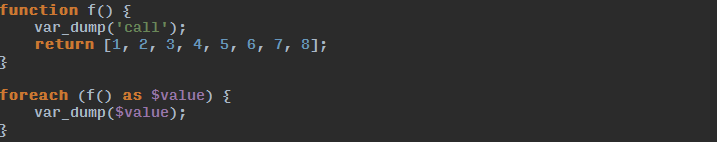 function f() {
    var_dump('call');
    return [1, 2, 3, 4, 5, 6, 7, 8];
}

foreach (f() as $value) {
    var_dump($value);
}